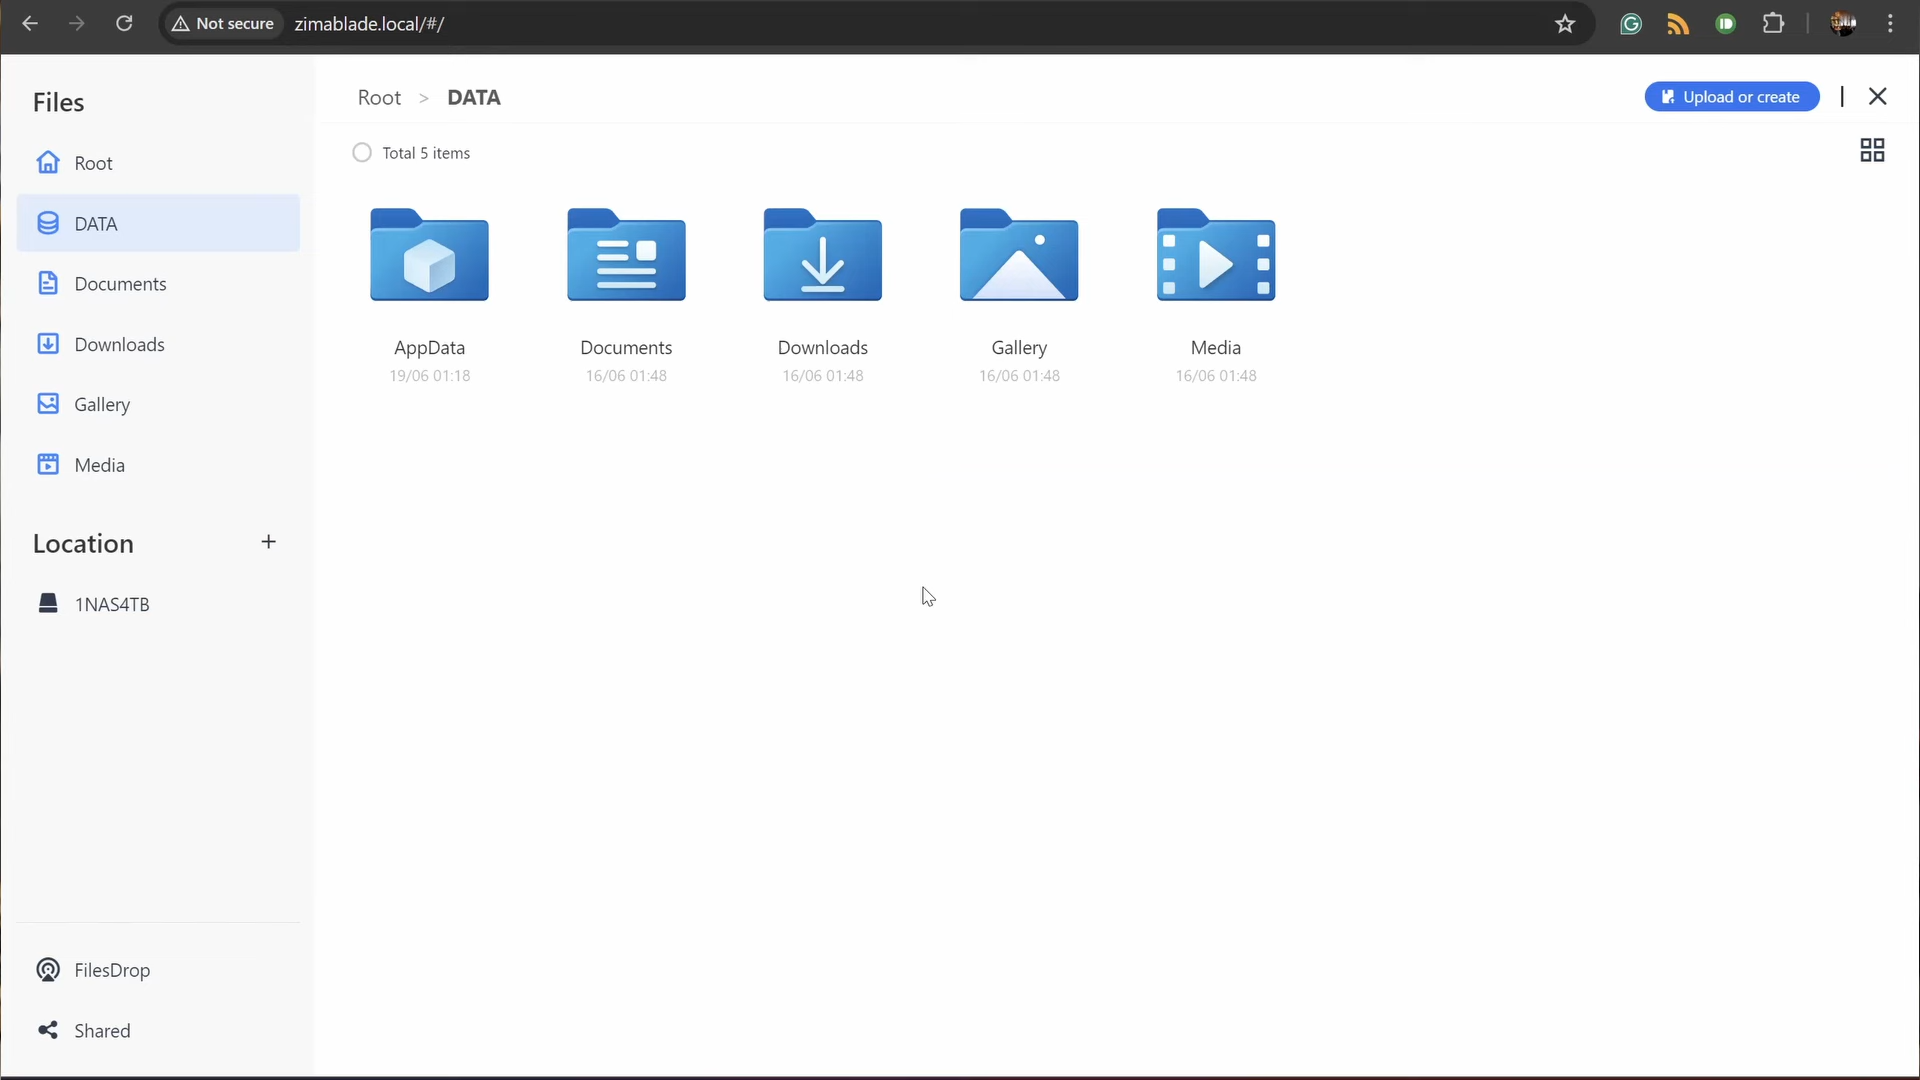 Not secure
zimablade.local/#/
Files
Root
DATA
Documents
Downloads
Gallery
Media
Location
+
1NAS4TB
FilesDrop
Shared
Root > DATA
Upload or create
Total 5 items
AppData
19/06 01:18
Documents
16/06 01:48
Downloads
16/06 01:48
Gallery
16/06 01:48
Media
16/06 01:48